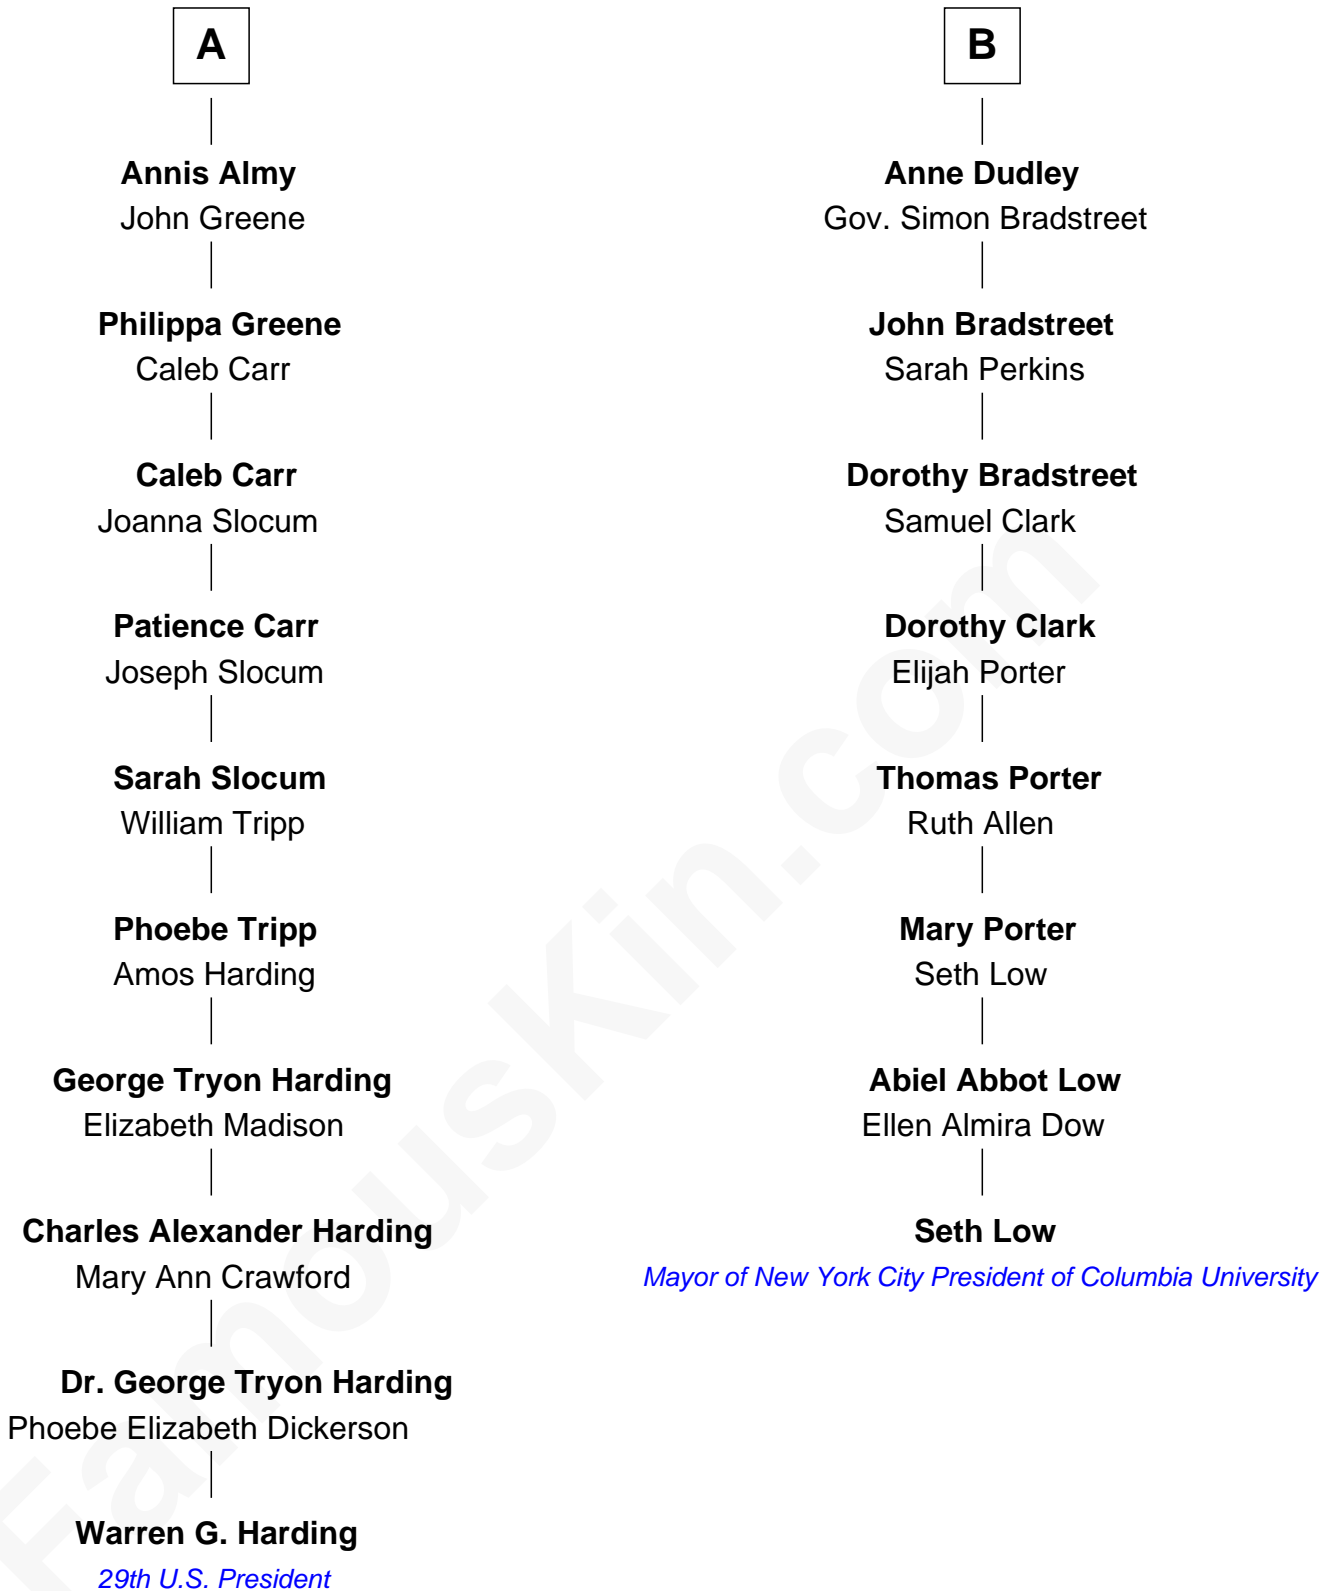 A
Annis Almy
John Greene
Philippa Greene
Caleb Carr
Caleb Carr
Joanna Slocum
Patience Carr
Joseph Slocum
Sarah Slocum
William Tripp
Phoebe Tripp
Amos Harding
George Tryon Harding
Elizabeth Madison
Charles Alexander Harding
Mary Ann Crawford
Dr. George Tryon Harding
Phoebe Elizabeth Dickerson
Warren G. Harding
29th U.S. President
B
Anne Dudley
Gov. Simon Bradstreet
John Bradstreet
Sarah Perkins
Dorothy Bradstreet
Samuel Clark
Dorothy Clark
Elijah Porter
Thomas Porter
Ruth Allen
Mary Porter
Seth Low
Abiel Abbot Low
Ellen Almira Dow
Seth Low
Mayor of New York City President of Columbia University
FamousKin.com